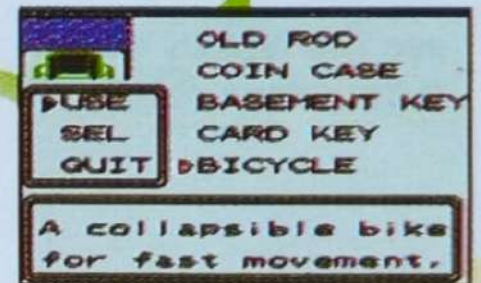 OLD ROD
COIN CASE
USE BASEMENT KEY
SEL CARD KEY
QUIT BICYCLE
A collapsible bike
for fast movement.